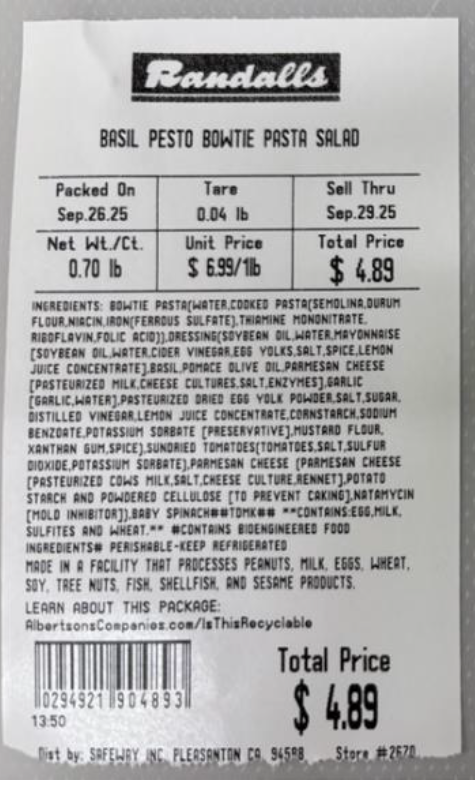 Randalls
BASIL PESTO BOWTIE PASTA SALAD
Packed On Tare Sell Thru
Sep.26.25 0.04 lb Sep.29.25
Net Wt./Ct. Unit Price Total Price
0.70 lb $ 6.99/1lb $ 4.89
INGREDIENTS: BOWTIE PASTA(WATER,COOKED PASTA(SEMOLINA,DURUM
FLOUR,NIACIN,IRON(FERROUS SULFATE),THIAMINE MONONITRATE,
RIBOFLAVIN,FOLIC ACID)),DRESSING(SOYBEAN OIL,WATER,MAYONNAISE
[SOYBEAN OIL,WATER,CIDER VINEGAR,EGG YOLKS,SALT,SPICE,LEMON
JUICE CONCENTRATE],BASIL,POMACE OLIVE OIL,PARMESAN CHEESE
[PASTEURIZED MILK,CHEESE CULTURES,SALT,ENZYMES],GARLIC
[GARLIC,WATER],PASTEURIZED DRIED EGG YOLK POWDER,SALT,SUGAR,
DISTILLED VINEGAR,LEMON JUICE CONCENTRATE,CORNSTARCH,SODIUM
BENZOATE,POTASSIUM SORBATE [PRESERVATIVE],MUSTARD FLOUR,
XANTHAN GUM,SPICE),SUNDRIED TOMATOES(TOMATOES,SALT,SULFUR
DIOXIDE,POTASSIUM SORBATE),PARMESAN CHEESE (PARMESAN CHEESE
[PASTEURIZED COWS MILK,SALT,CHEESE CULTURE,RENNET],POTATO
STARCH AND POWDERED CELLULOSE [TO PREVENT CAKING],NATAMYCIN
[MOLD INHIBITOR]),BABY SPINACH##TOMK## **CONTAINS:EGG,MILK,
SULFITES AND WHEAT.** #CONTAINS BIOENGINEERED FOOD
INGREDIENTS# PERISHABLE-KEEP REFRIGERATED
MADE IN A FACILITY THAT PROCESSES PEANUTS, MILK, EGGS, WHEAT,
SOY, TREE NUTS, FISH, SHELLFISH, AND SESAME PRODUCTS.
LEARN ABOUT THIS PACKAGE:
AlbertsonsCompanies.com/IsThisRecyclable
0294921 904893
13:50
Total Price
$ 4.89
Dist by: SAFEWAY INC, PLEASANTON CA 94588 Store #2670